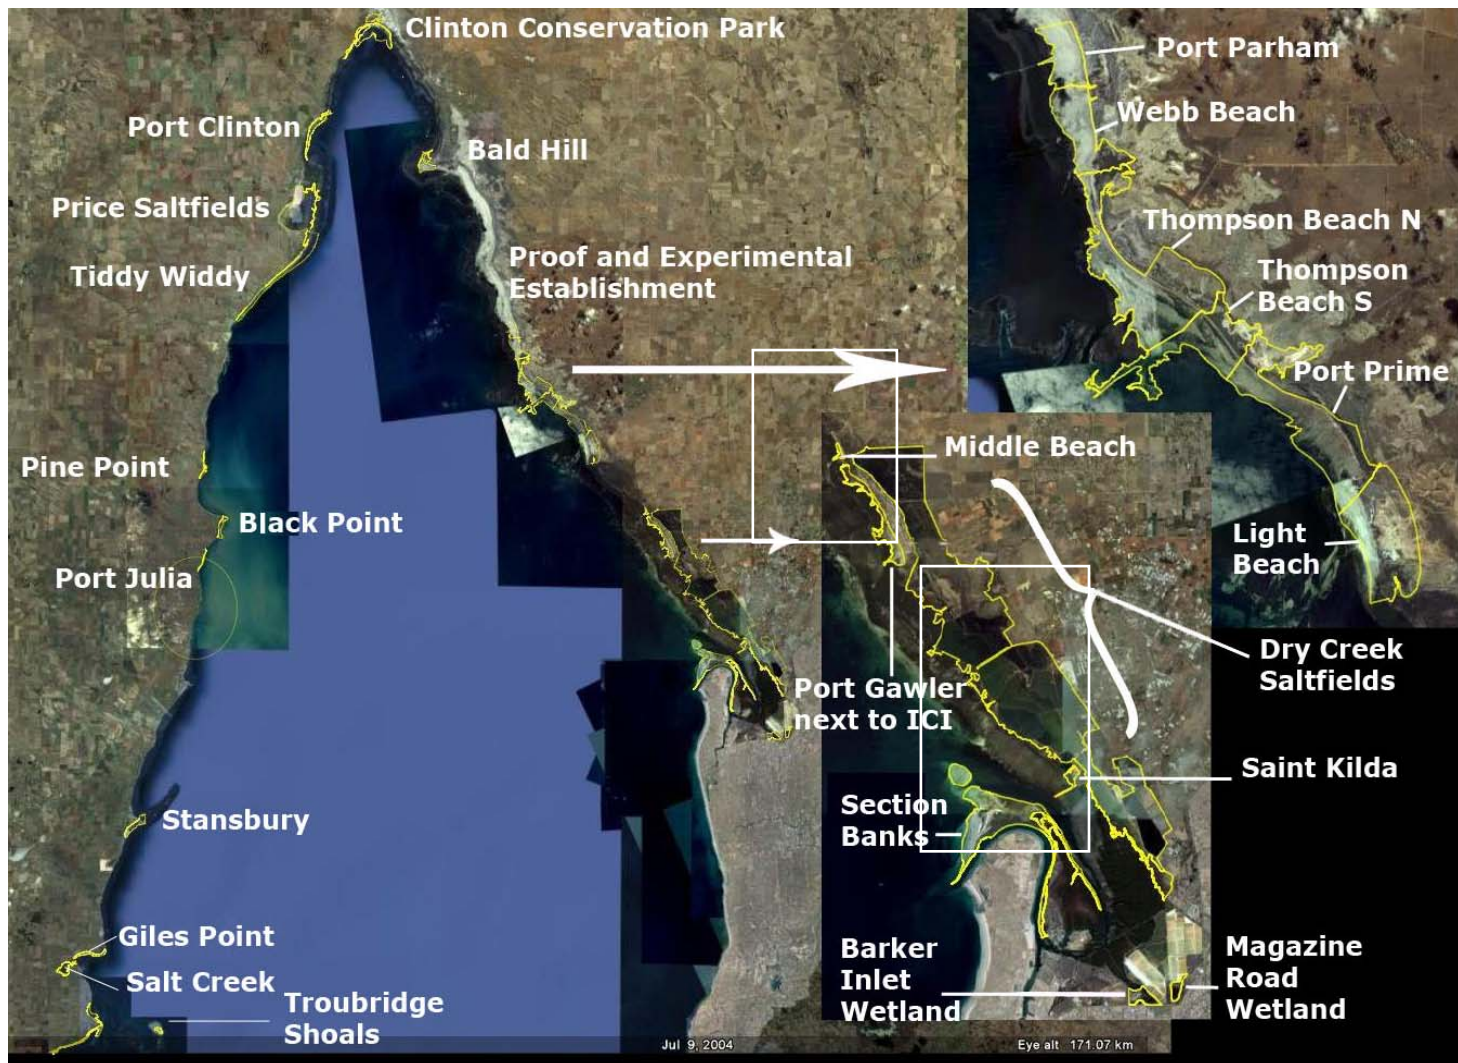 Clinton Conservation Park
Port Clinton
Bald Hill
Price Saltfields
Tiddy Widdy
Proof and Experimental
Establishment
Pine Point
Black Point
Port Julia
Stansbury
Giles Point
Salt Creek
Troubridge
Shoals
Port Parham
Webb Beach
Thompson Beach N
Thompson
Beach S
Port Prime
Light
Beach
Middle Beach
Port Gawler
next to ICI
Dry Creek
Saltfields
Saint Kilda
Section
Banks
Barker
Inlet
Wetland
Magazine
Road
Wetland
Jul 9, 2004
Eye alt 171.07 km